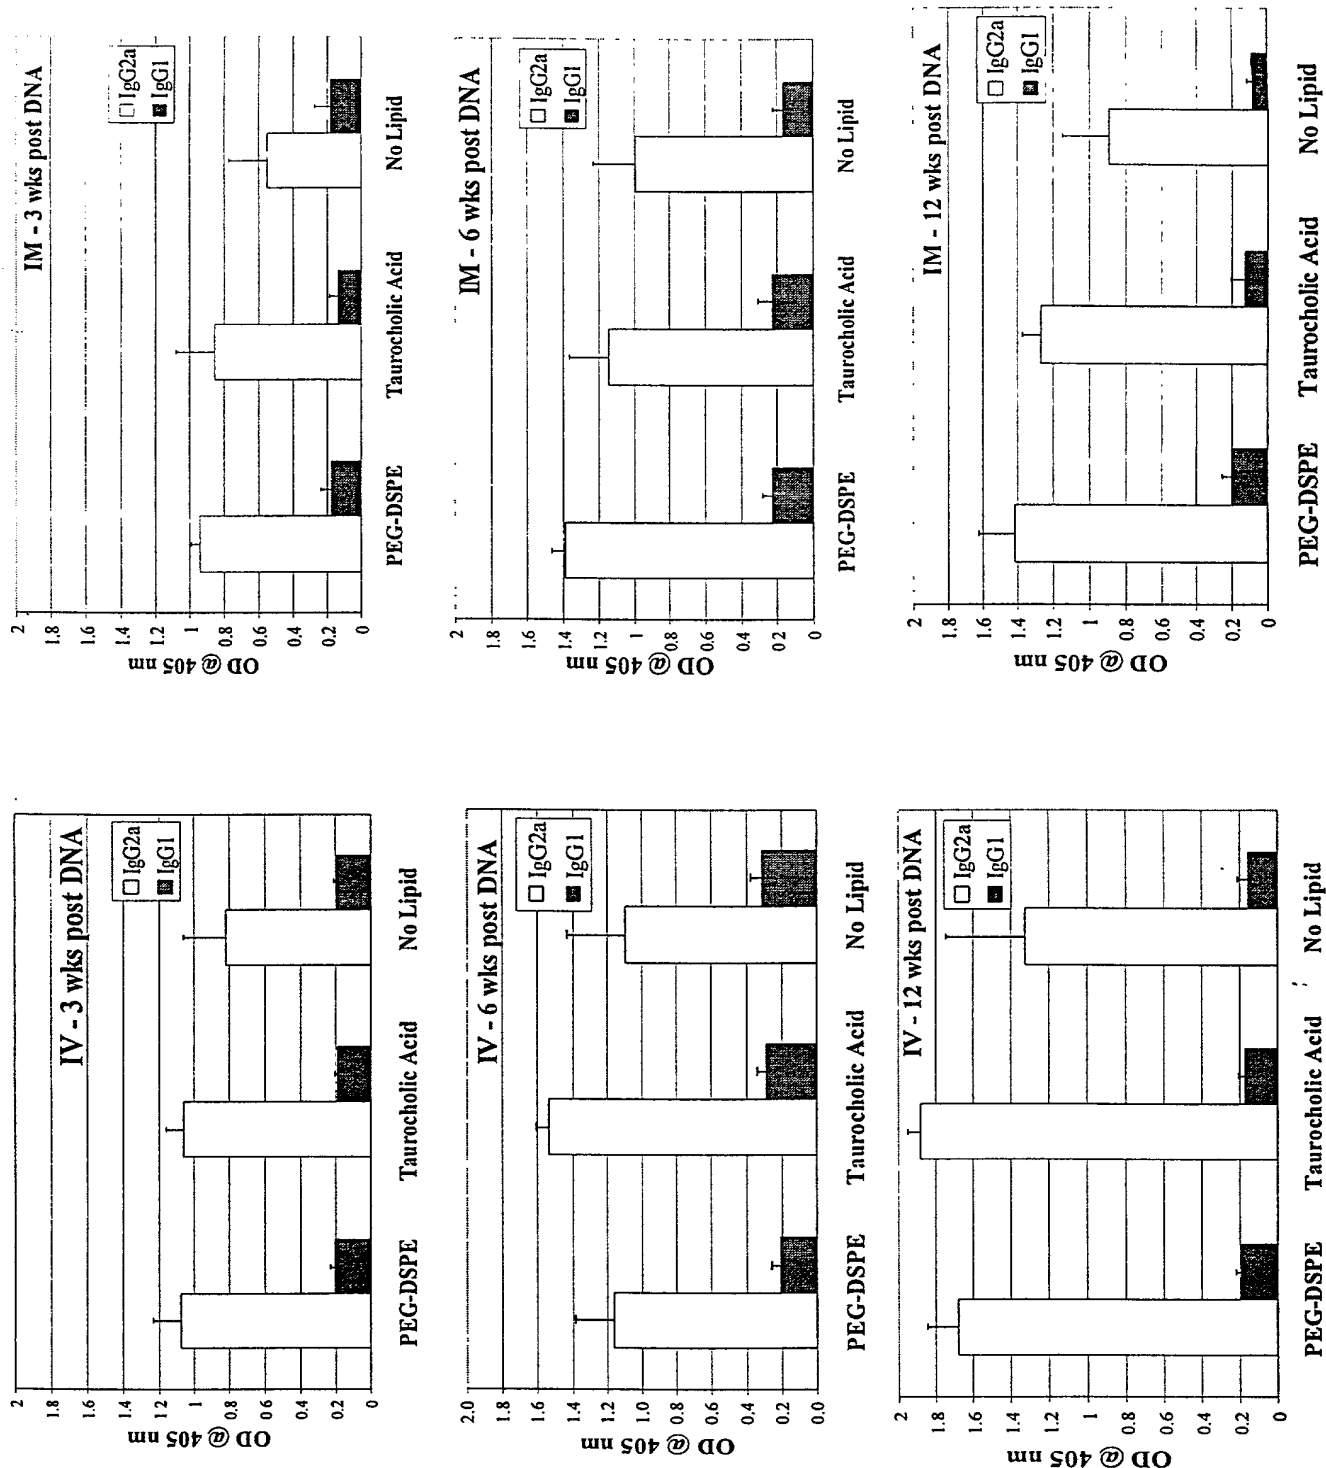 IM - 3 wks post DNA
IgG2a
IgG1
OD @ 405 nm
2
1.8
1.6
1.4
1.2
1
0.8
0.6
0.4
0.2
0
PEG-DSPE
Taurocholic Acid
No Lipid
IM - 6 wks post DNA
IgG2a
IgG1
OD @ 405 nm
2
1.8
1.6
1.4
1.2
1
0.8
0.6
0.4
0.2
0
PEG-DSPE
Taurocholic Acid
No Lipid
IM - 12 wks post DNA
IgG2a
IgG1
OD @ 405 nm
2
1.8
1.6
1.4
1.2
1
0.8
0.6
0.4
0.2
0
PEG-DSPE
Taurocholic Acid
No Lipid
IV - 3 wks post DNA
IgG2a
IgG1
OD @ 405 nm
2
1.8
1.6
1.4
1.2
1
0.8
0.6
0.4
0.2
0
PEG-DSPE
Taurocholic Acid
No Lipid
IV - 6 wks post DNA
IgG2a
IgG1
OD @ 405 nm
2.0
1.8
1.6
1.4
1.2
1.0
0.8
0.6
0.4
0.2
0.0
PEG-DSPE
Taurocholic Acid
No Lipid
IV - 12 wks post DNA
IgG2a
IgG1
OD @ 405 nm
2
1.8
1.6
1.4
1.2
1
0.8
0.6
0.4
0.2
0
PEG-DSPE
Taurocholic Acid
No Lipid